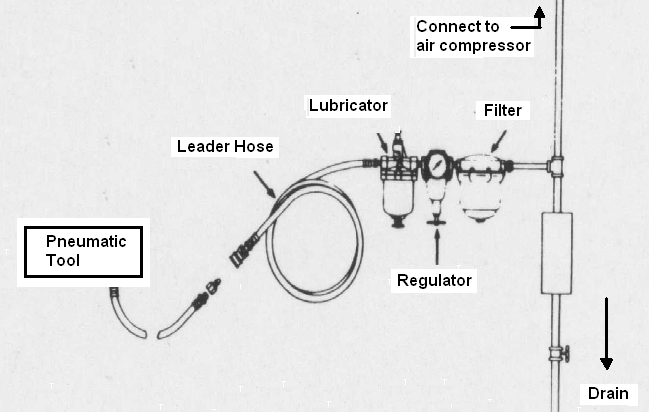 Connect to
air compressor
Lubricator
Filter
Leader Hose
Pneumatic
Tool
Regulator
Drain